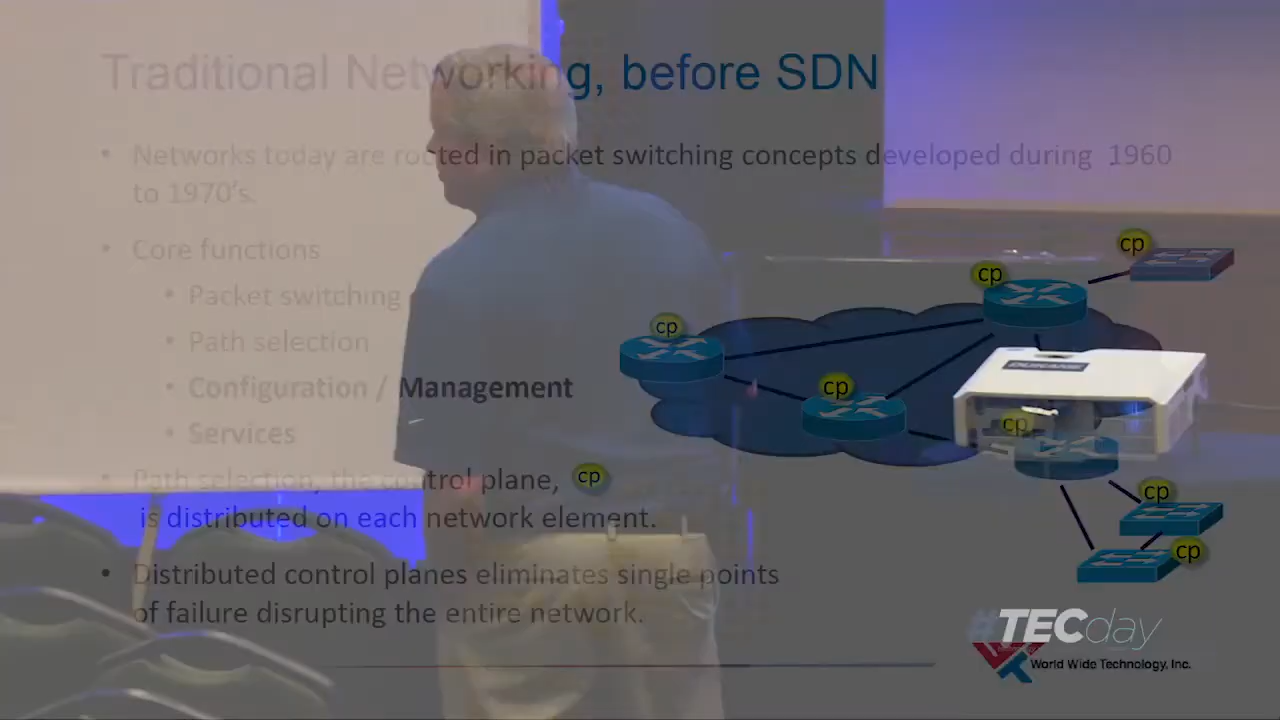 Traditional Networking, before SDN
• Networks today are rooted in packet switching concepts developed during 1960
to 1970's.
• Core functions
• Packet switching
• Path selection
• Configuration / Management
• Services
• Path selection, the control plane, cp
is distributed on each network element.
• Distributed control planes eliminates single points
of failure disrupting the entire network.
cp
cp
cp
cp
cp
cp
cp
#TECday
World Wide Technology, Inc.